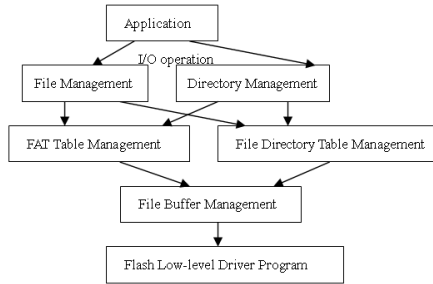 Application
I/O operation
File Management
Directory Management
FAT Table Management
File Directory Table Management
File Buffer Management
Flash Low-level Driver Program